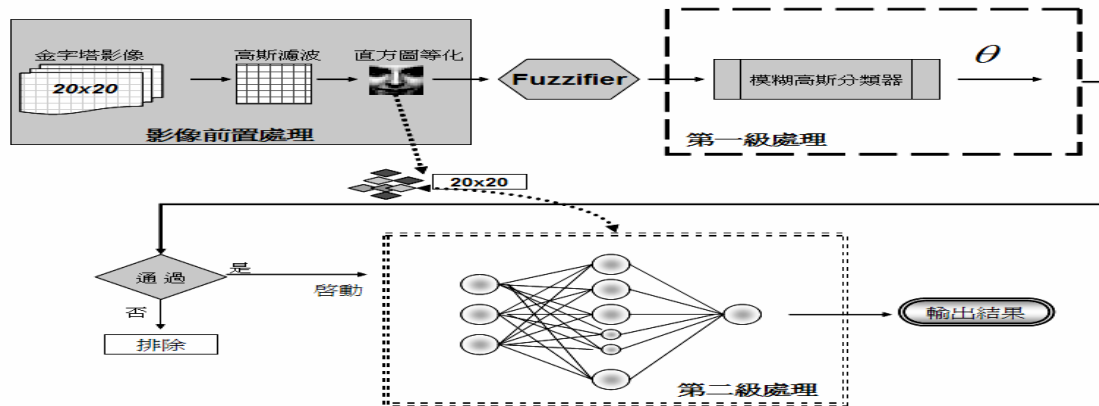 金字塔影像
高斯濾波
直方圖等化
20x20
Fuzzifier
模糊高斯分類器
θ
影像前置處理
第一級處理
20x20
通過
是
啓動
否
排除
輸出結果
第二級處理